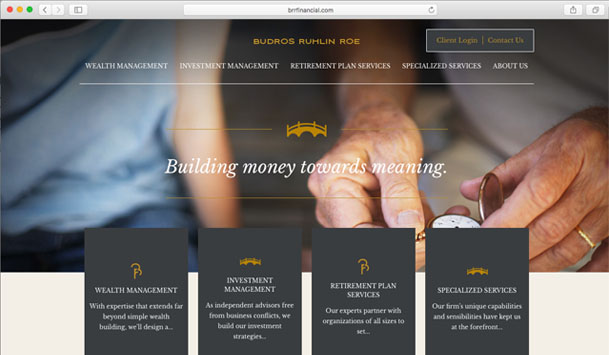 brrfinancial.com
BUDROS RUHLIN ROE
Client Login | Contact Us
WEALTH MANAGEMENT INVESTMENT MANAGEMENT RETIREMENT PLAN SERVICES SPECIALIZED SERVICES ABOUT US
Building money towards meaning.
WEALTH MANAGEMENT
With expertise that extends far
beyond simple wealth
building, we'll design a...
INVESTMENT
MANAGEMENT
As independent advisors free
from business conflicts, we
build our investment
strategies...
RETIREMENT PLAN
SERVICES
Our experts partner with
organizations of all sizes to
set...
SPECIALIZED SERVICES
Our firm's unique capabilities
and sensibilities have kept us
at the forefront...